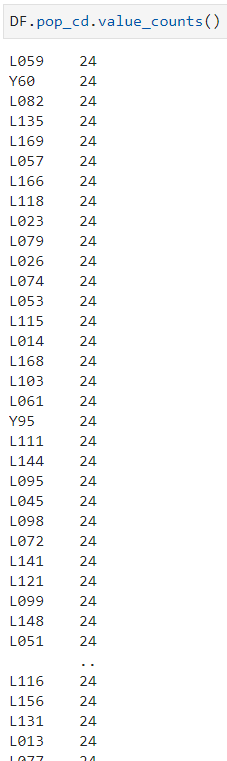 DF.pop_cd.value_counts()
L059 24
Y60 24
L082 24
L135 24
L169 24
L057 24
L166 24
L118 24
L023 24
L079 24
L026 24
L074 24
L053 24
L115 24
L014 24
L168 24
L103 24
L061 24
Y95 24
L111 24
L144 24
L095 24
L045 24
L098 24
L072 24
L141 24
L121 24
L099 24
L148 24
L051 24
..
L116 24
L156 24
L131 24
L013 24
L077 24